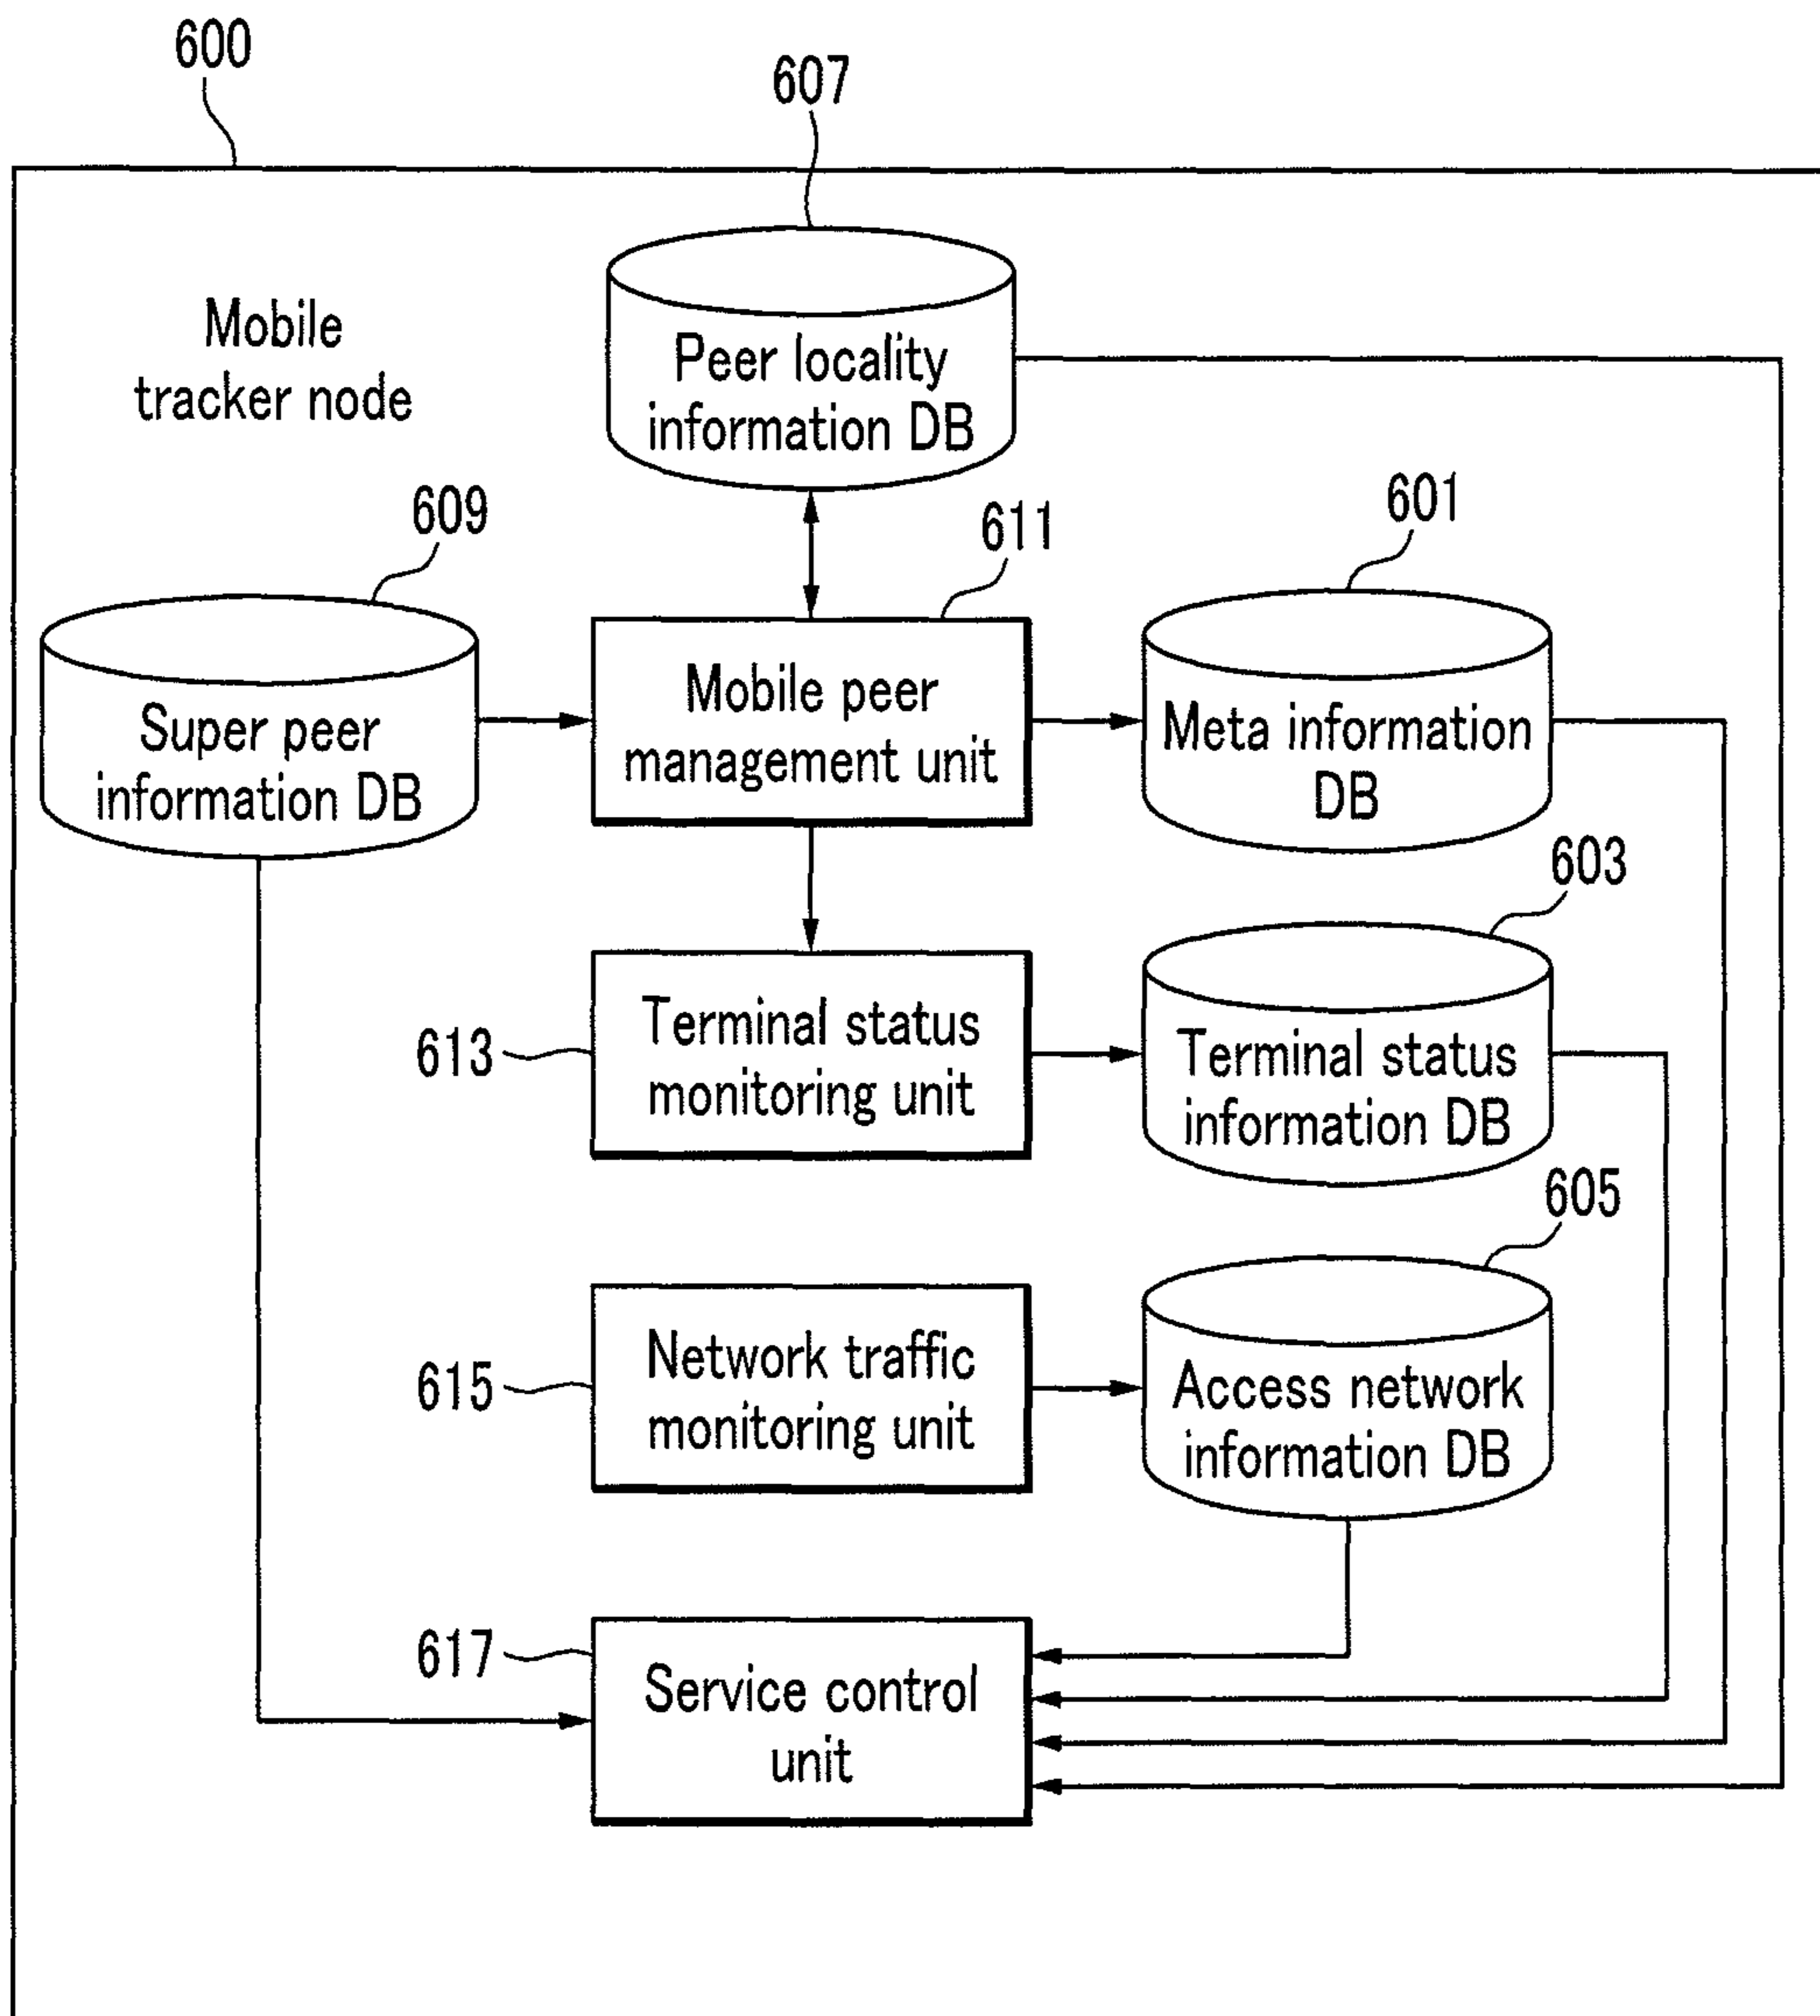 600
607
Mobile
tracker node
Peer locality
information DB
609
611
601
Super peer
information DB
Mobile peer
management unit
Meta information
DB
603
613
Terminal status
monitoring unit
Terminal status
information DB
605
615
Network traffic
monitoring unit
Access network
information DB
617
Service control
unit